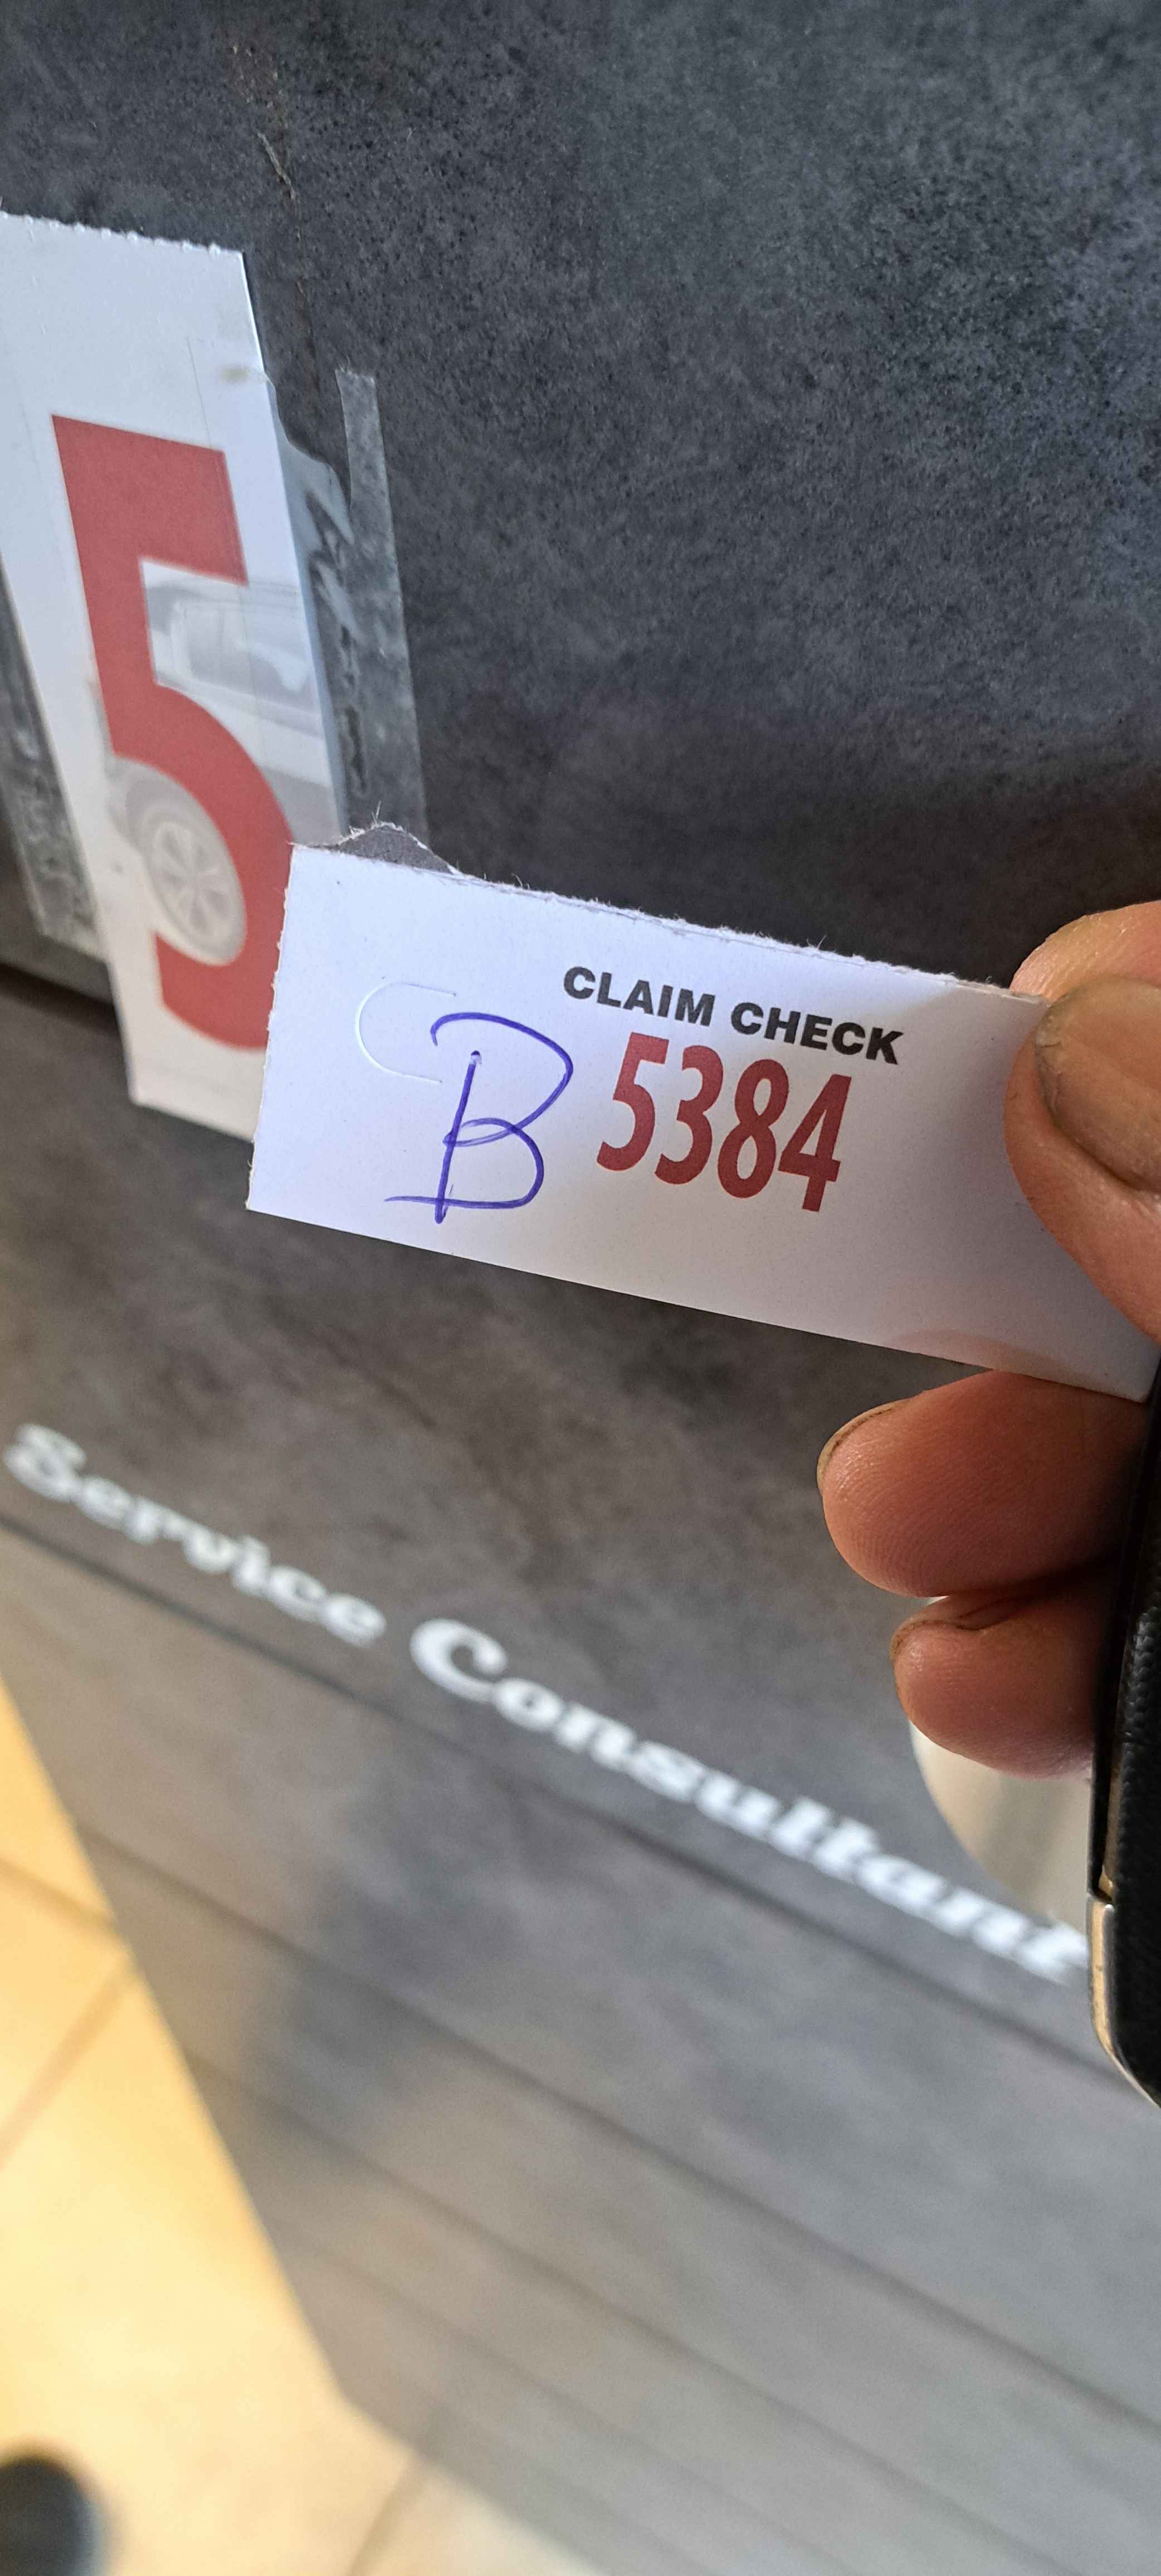 5
CLAIM CHECK
B 5384
Service Consultant